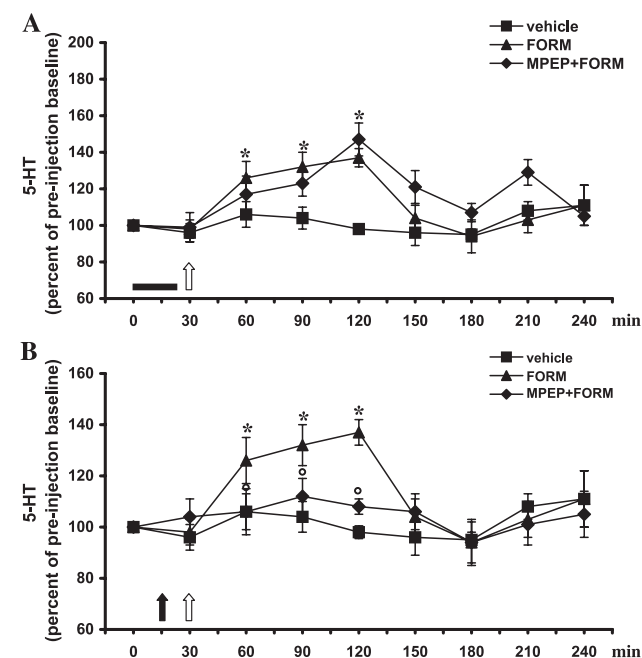 A
vehicle
FORM
MPEP+FORM
200
180
160
140
120
100
80
60
5-HT
(percent of pre-injection baseline)
* * *
0 30 60 90 120 150 180 210 240 min
B
vehicle
FORM
MPEP+FORM
160
140
120
100
80
60
5-HT
(percent of pre-injection baseline)
* * *
0 30 60 90 120 150 180 210 240 min